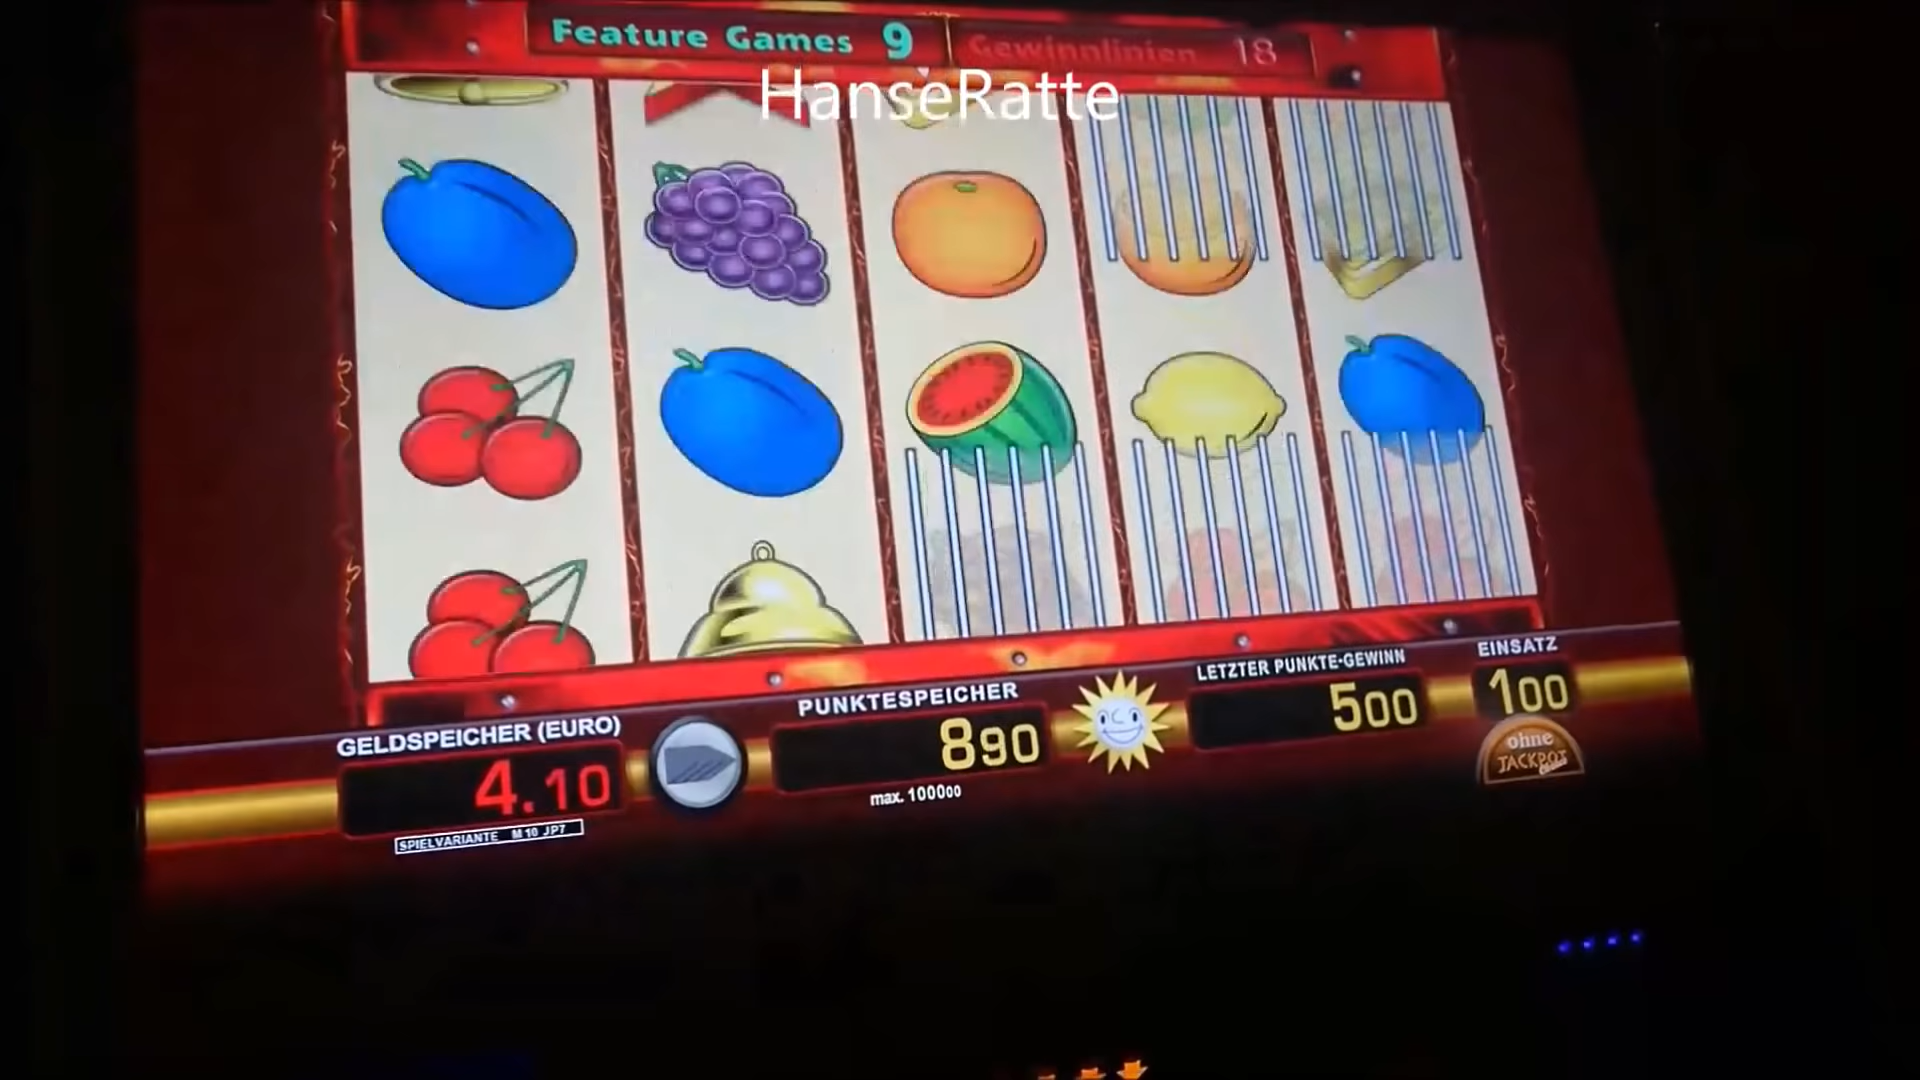 Feature Games 9
Gewinnlinien 18
HanseRatte
GELDSPEICHER (EURO)
4.10
SPIELVARIANTE M10 JP7
PUNKTESPEICHER
890
max. 100000
LETZTER PUNKTE-GEWINN
500
EINSATZ
100
ohne
JACKPOT